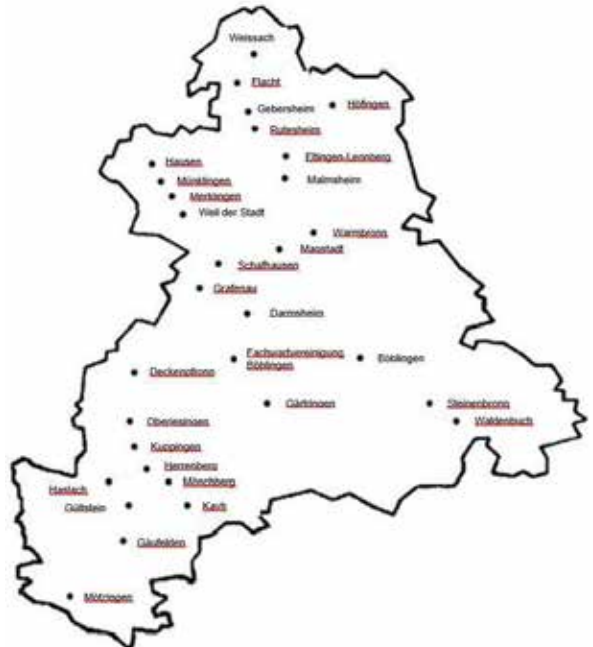 Weissach
Flacht
Höfingen
Gebersheim
Rutesheim
Eltingen-Leonberg
Hausen
Malmsheim
Münklingen
Merklingen
Weil der Stadt
Warmbronn
Magstadt
Schafhausen
Grafenau
Darmsheim
Fachwartvereinigung
Böblingen
Böblingen
Deckenpfronn
Gärtringen
Steinenbronn
Waldenbuch
Oberjesingen
Kuppingen
Herrenberg
Haslach
Mönchberg
Gültstein
Kayh
Gäufelden
Mötzingen